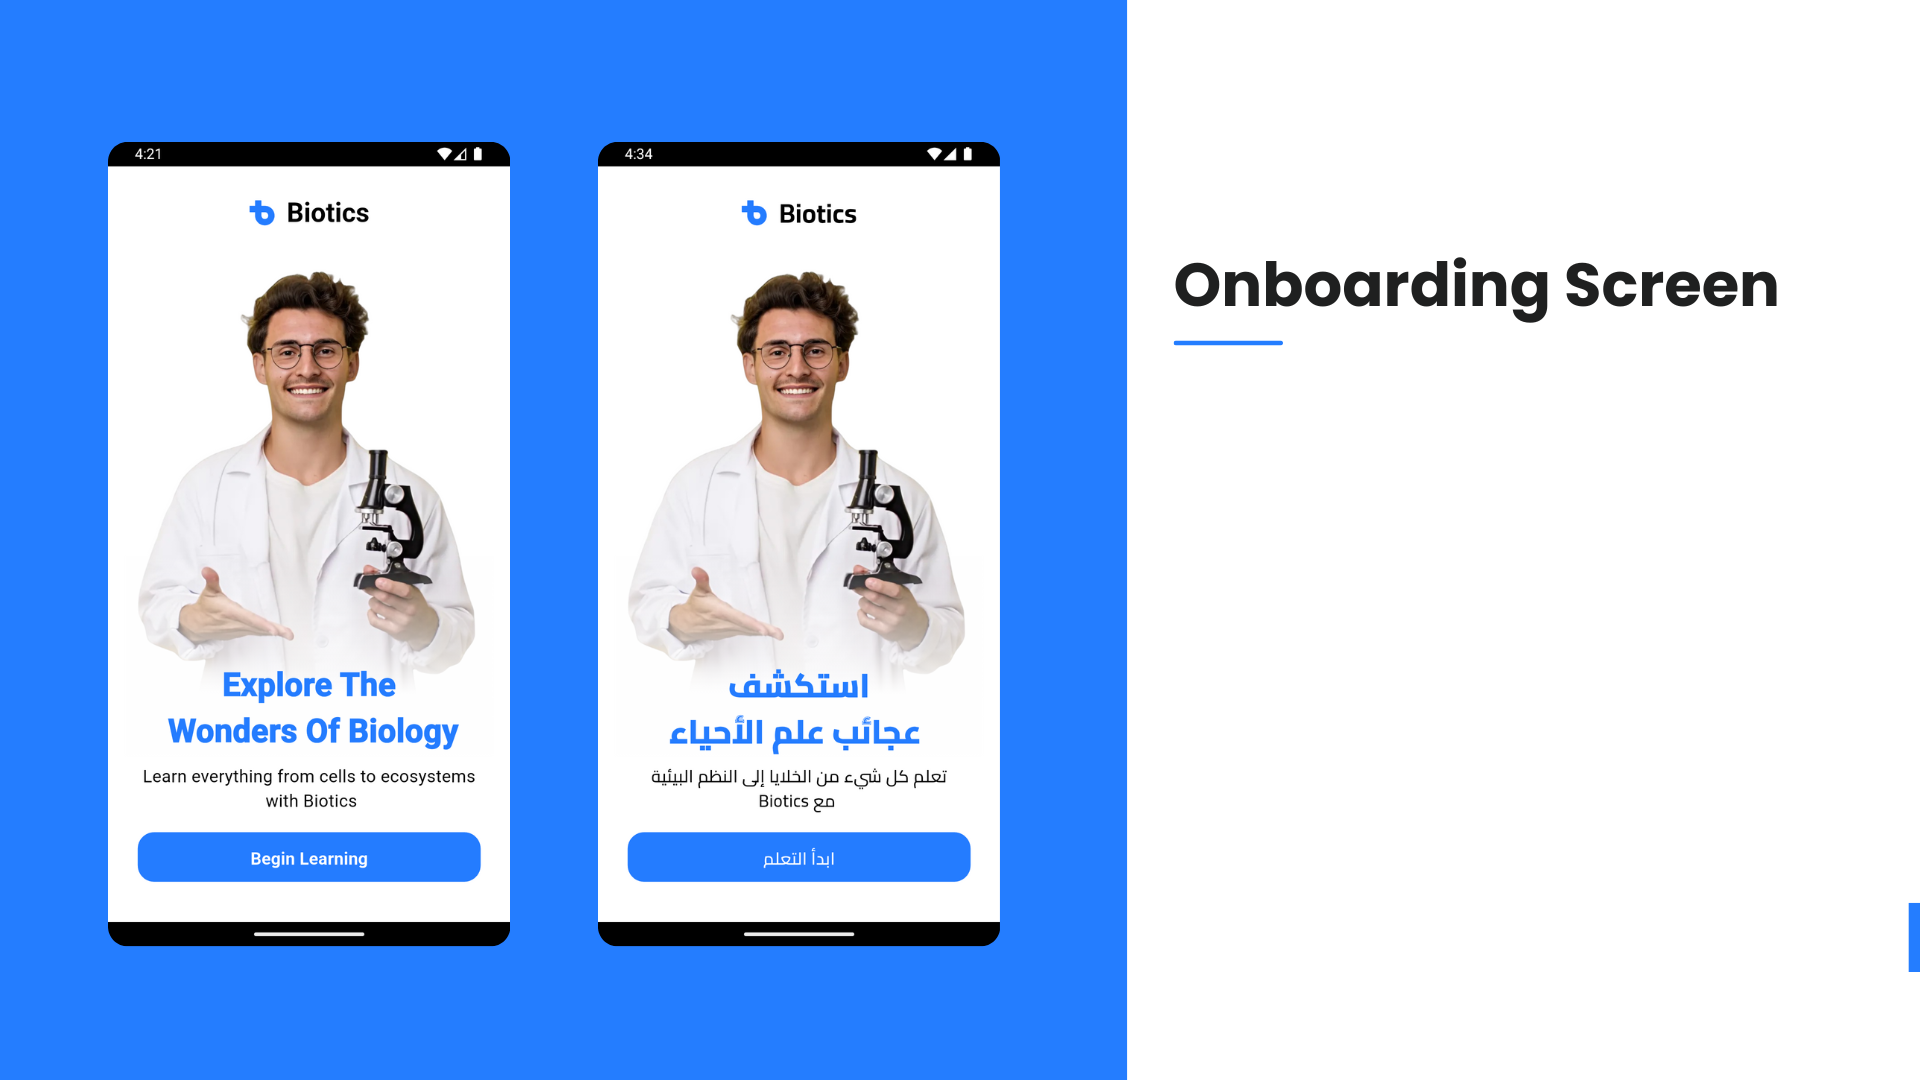 4:21
Biotics
Explore The
Wonders Of Biology
Learn everything from cells to ecosystems
with Biotics
Begin Learning
4:34
Biotics
استكشف
عجائب علم الأحياء
تعلم كل شيء من الخلايا إلى النظم البيئية
مع Biotics
ابدأ التعلم
Onboarding Screen